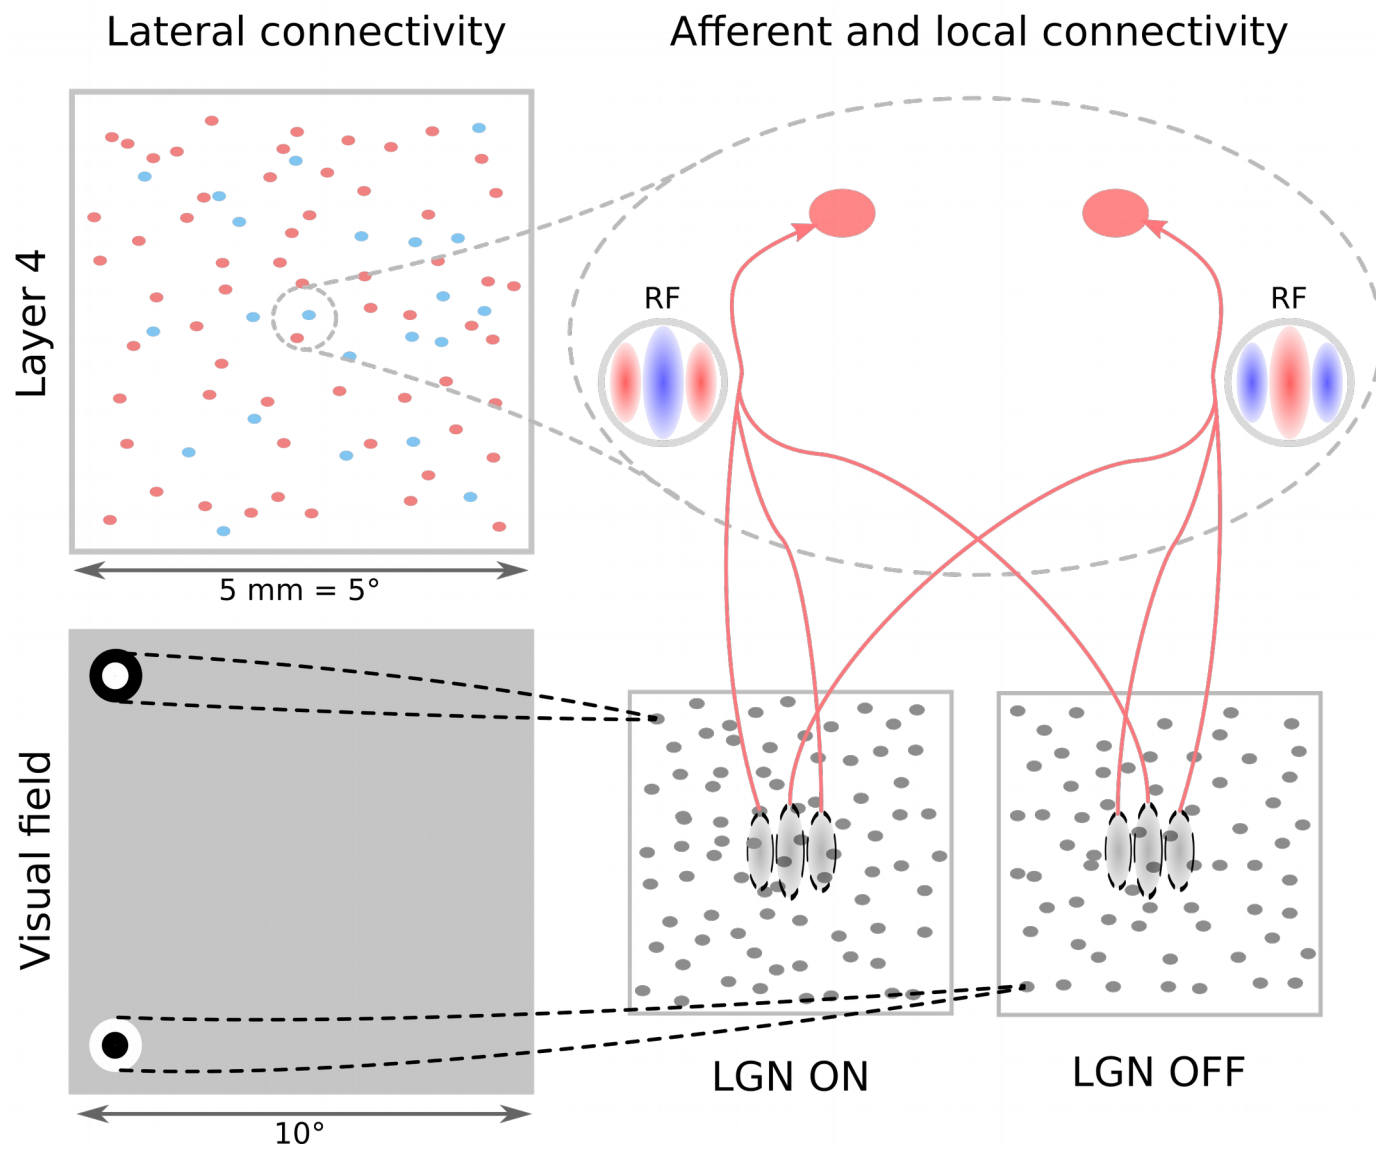 Lateral connectivity
Afferent and local connectivity
Layer 4
RF
RF
5 mm = 5°
Visual field
LGN ON
LGN OFF
10°